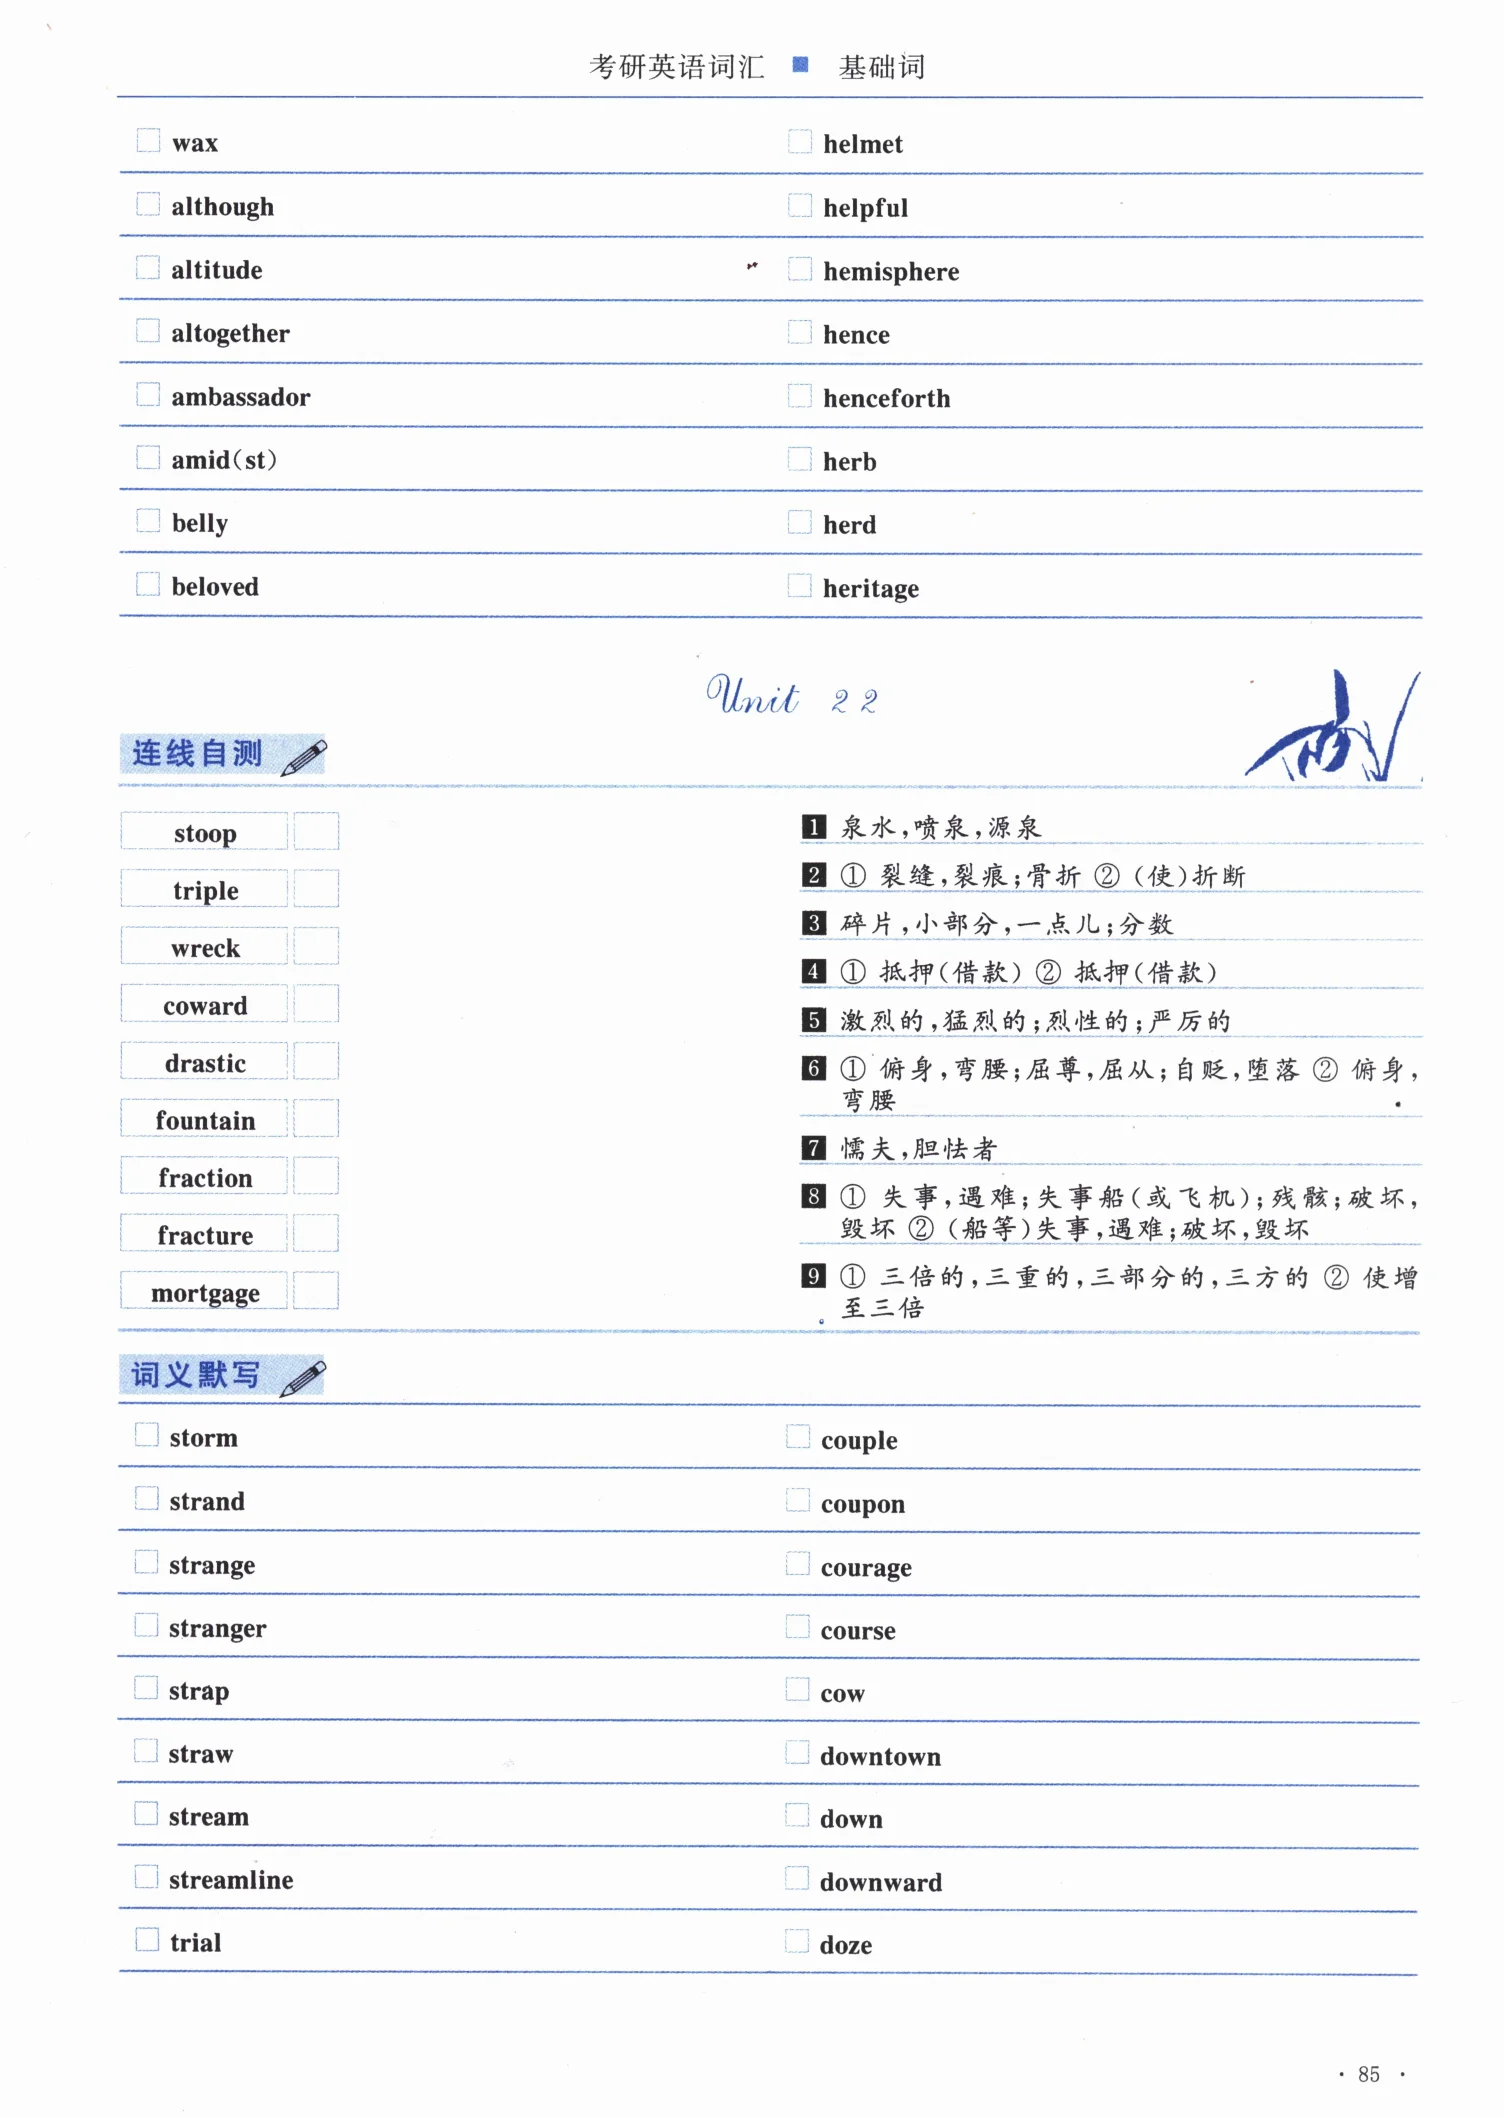 考研英语词汇 ■ 基础词
wax
helmet
although
helpful
altitude
hemisphere
altogether
hence
ambassador
henceforth
amid(st)
herb
belly
herd
beloved
heritage
Unit 22
连线自测
stoop
triple
wreck
coward
drastic
fountain
fraction
fracture
mortgage
1 泉水,喷泉,源泉
2 ① 裂缝,裂痕;骨折 ② (使)折断
3 碎片,小部分,一点儿;分数
4 ① 抵押(借款) ② 抵押(借款)
5 激烈的,猛烈的;烈性的;严厉的
6 ① 俯身,弯腰;屈尊,屈从;自贬,堕落 ② 俯身,
弯腰
7 懦夫,胆怯者
8 ① 失事,遇难;失事船(或飞机);残骸;破坏,
毁坏 ② (船等)失事,遇难;破坏,毁坏
9 ① 三倍的,三重的,三部分的,三方的 ② 使增
至三倍
词义默写
storm
couple
strand
coupon
strange
courage
stranger
course
strap
cow
straw
downtown
stream
down
streamline
downward
trial
doze
· 85 ·